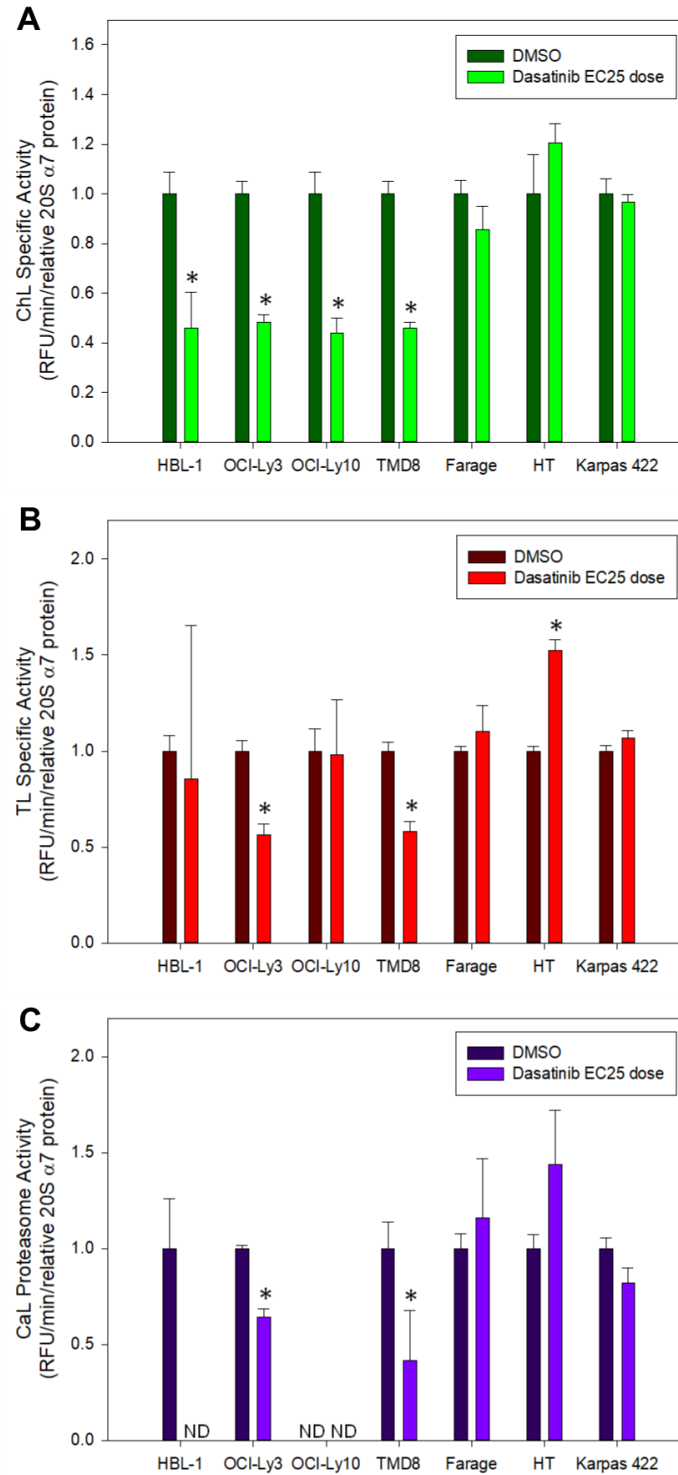 A
ChL Specific Activity
(RFU/min/relative 20S α7 protein)
1.6
1.4
1.2
1.0
0.8
0.6
0.4
0.2
0.0
DMSO
Dasatinib EC25 dose
* * * *
HBL-1 OCI-Ly3 OCI-Ly10 TMD8 Farage HT Karpas 422
B
TL Specific Activity
(RFU/min/relative 20S α7 protein)
2.0
1.5
1.0
0.5
0.0
DMSO
Dasatinib EC25 dose
* * *
HBL-1 OCI-Ly3 OCI-Ly10 TMD8 Farage HT Karpas 422
C
CaL Proteasome Activity
(RFU/min/relative 20S α7 protein)
2.0
1.5
1.0
0.5
0.0
DMSO
Dasatinib EC25 dose
* *
ND ND ND
HBL-1 OCI-Ly3 OCI-Ly10 TMD8 Farage HT Karpas 422